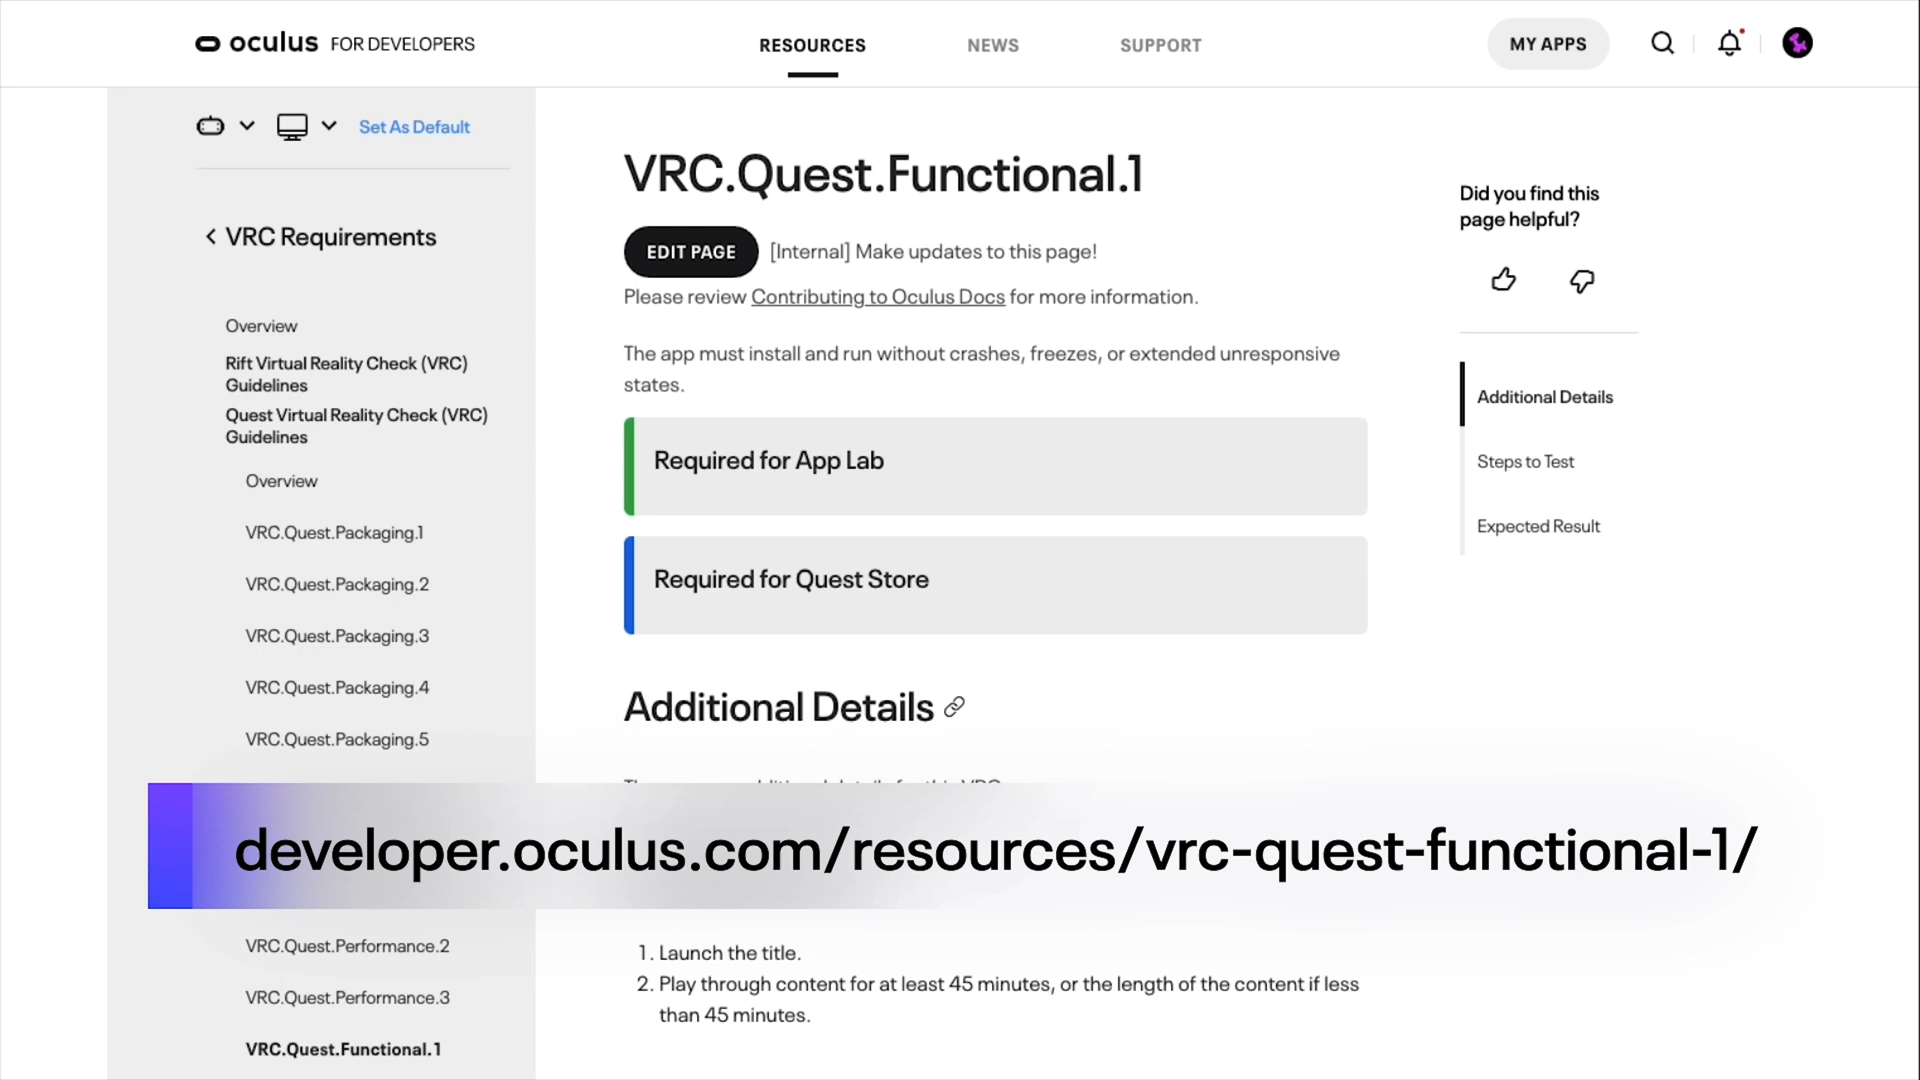 oculus FOR DEVELOPERS
RESOURCES
NEWS
SUPPORT
MY APPS
Set As Default
VRC Requirements
Overview
Rift Virtual Reality Check (VRC)
Guidelines
Quest Virtual Reality Check (VRC)
Guidelines
Overview
VRC.Quest.Packaging.1
VRC.Quest.Packaging.2
VRC.Quest.Packaging.3
VRC.Quest.Packaging.4
VRC.Quest.Packaging.5
VRC.Quest.Performance.2
VRC.Quest.Performance.3
VRC.Quest.Functional.1
VRC.Quest.Functional.1
EDIT PAGE [Internal] Make updates to this page!
Please review Contributing to Oculus Docs for more information.
The app must install and run without crashes, freezes, or extended unresponsive
states.
Required for App Lab
Required for Quest Store
Additional Details
developer.oculus.com/resources/vrc-quest-functional-1/
1. Launch the title.
2. Play through content for at least 45 minutes, or the length of the content if less
than 45 minutes.
Did you find this
page helpful?
Additional Details
Steps to Test
Expected Result